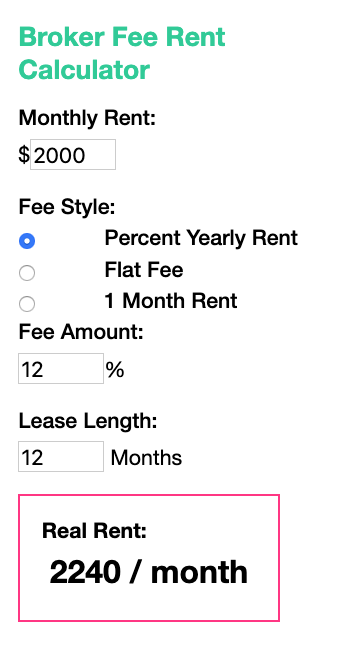 Broker Fee Rent
Calculator
Monthly Rent:
$2000
Fee Style:
Percent Yearly Rent
Flat Fee
1 Month Rent
Fee Amount:
12 %
Lease Length:
12 Months
Real Rent:
2240 / month